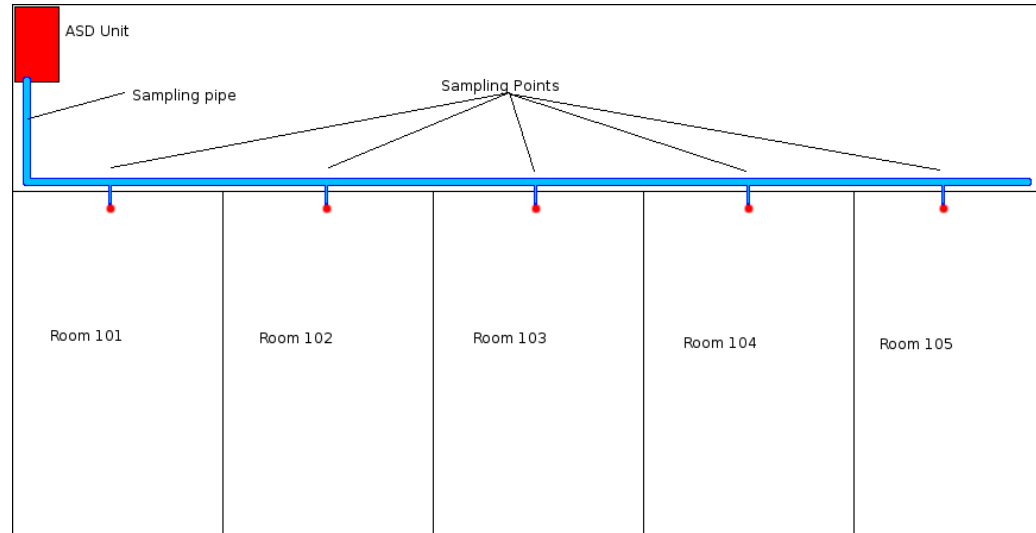 ASD Unit
Sampling Points
Sampling pipe
Room 101
Room 102
Room 103
Room 104
Room 105